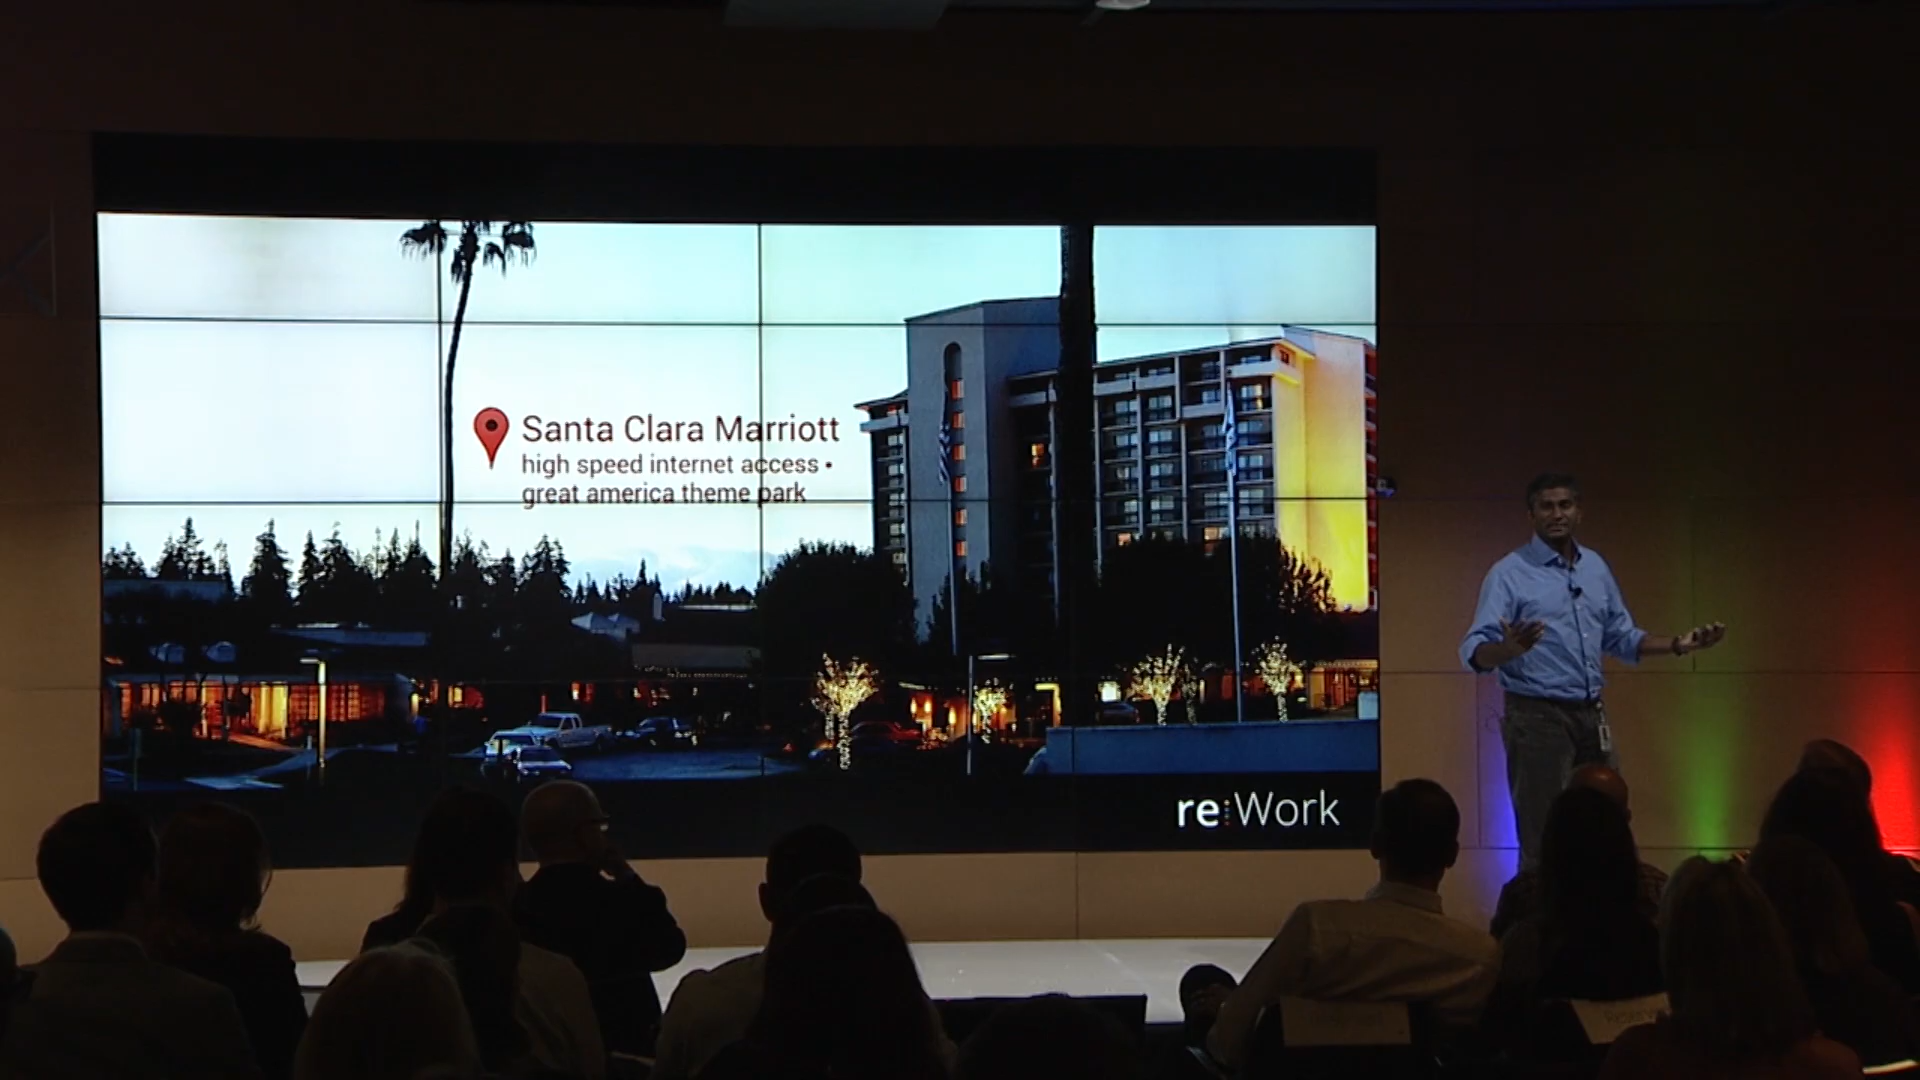 Santa Clara Marriott
high speed internet access •
great america theme park
re:Work